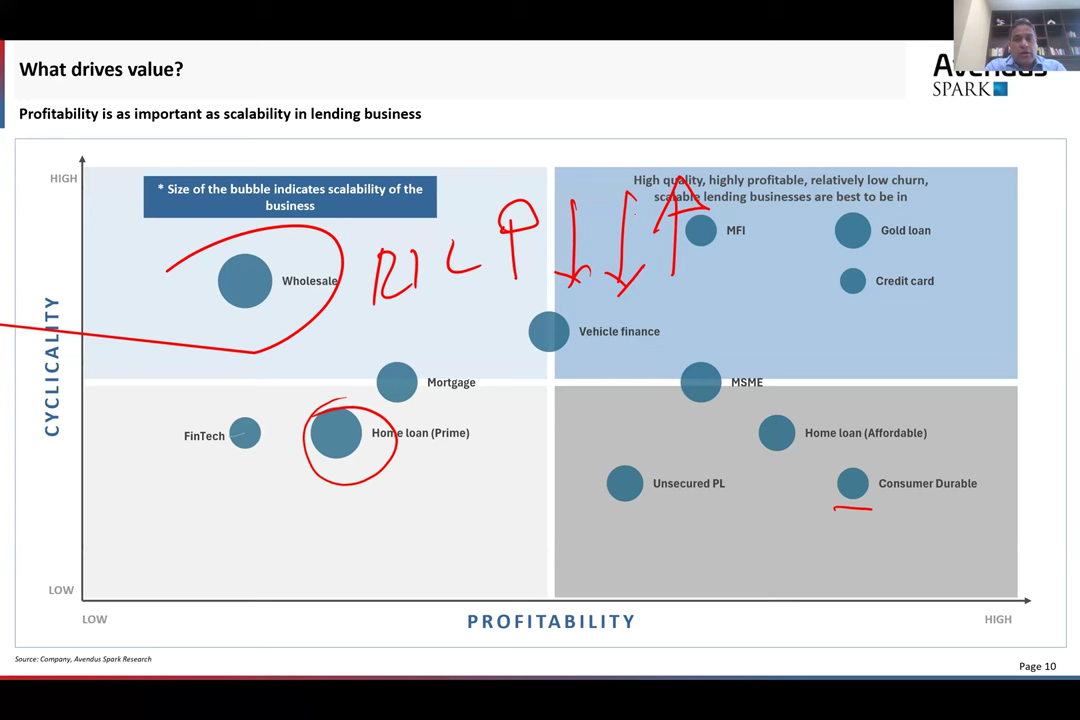 What drives value?
Avendus
SPARK
Profitability is as important as scalability in lending business
HIGH
* Size of the bubble indicates scalability of the
business
High quality, highly profitable, relatively low churn,
scalable lending businesses are best to be in
MFI
Gold loan
Wholesale
Credit card
CYCLICALITY
Vehicle finance
Mortgage
MSME
FinTech
Home loan (Prime)
Home loan (Affordable)
Unsecured PL
Consumer Durable
LOW
LOW
PROFITABILITY
HIGH
Source: Company, Avendus Spark Research
Page 10